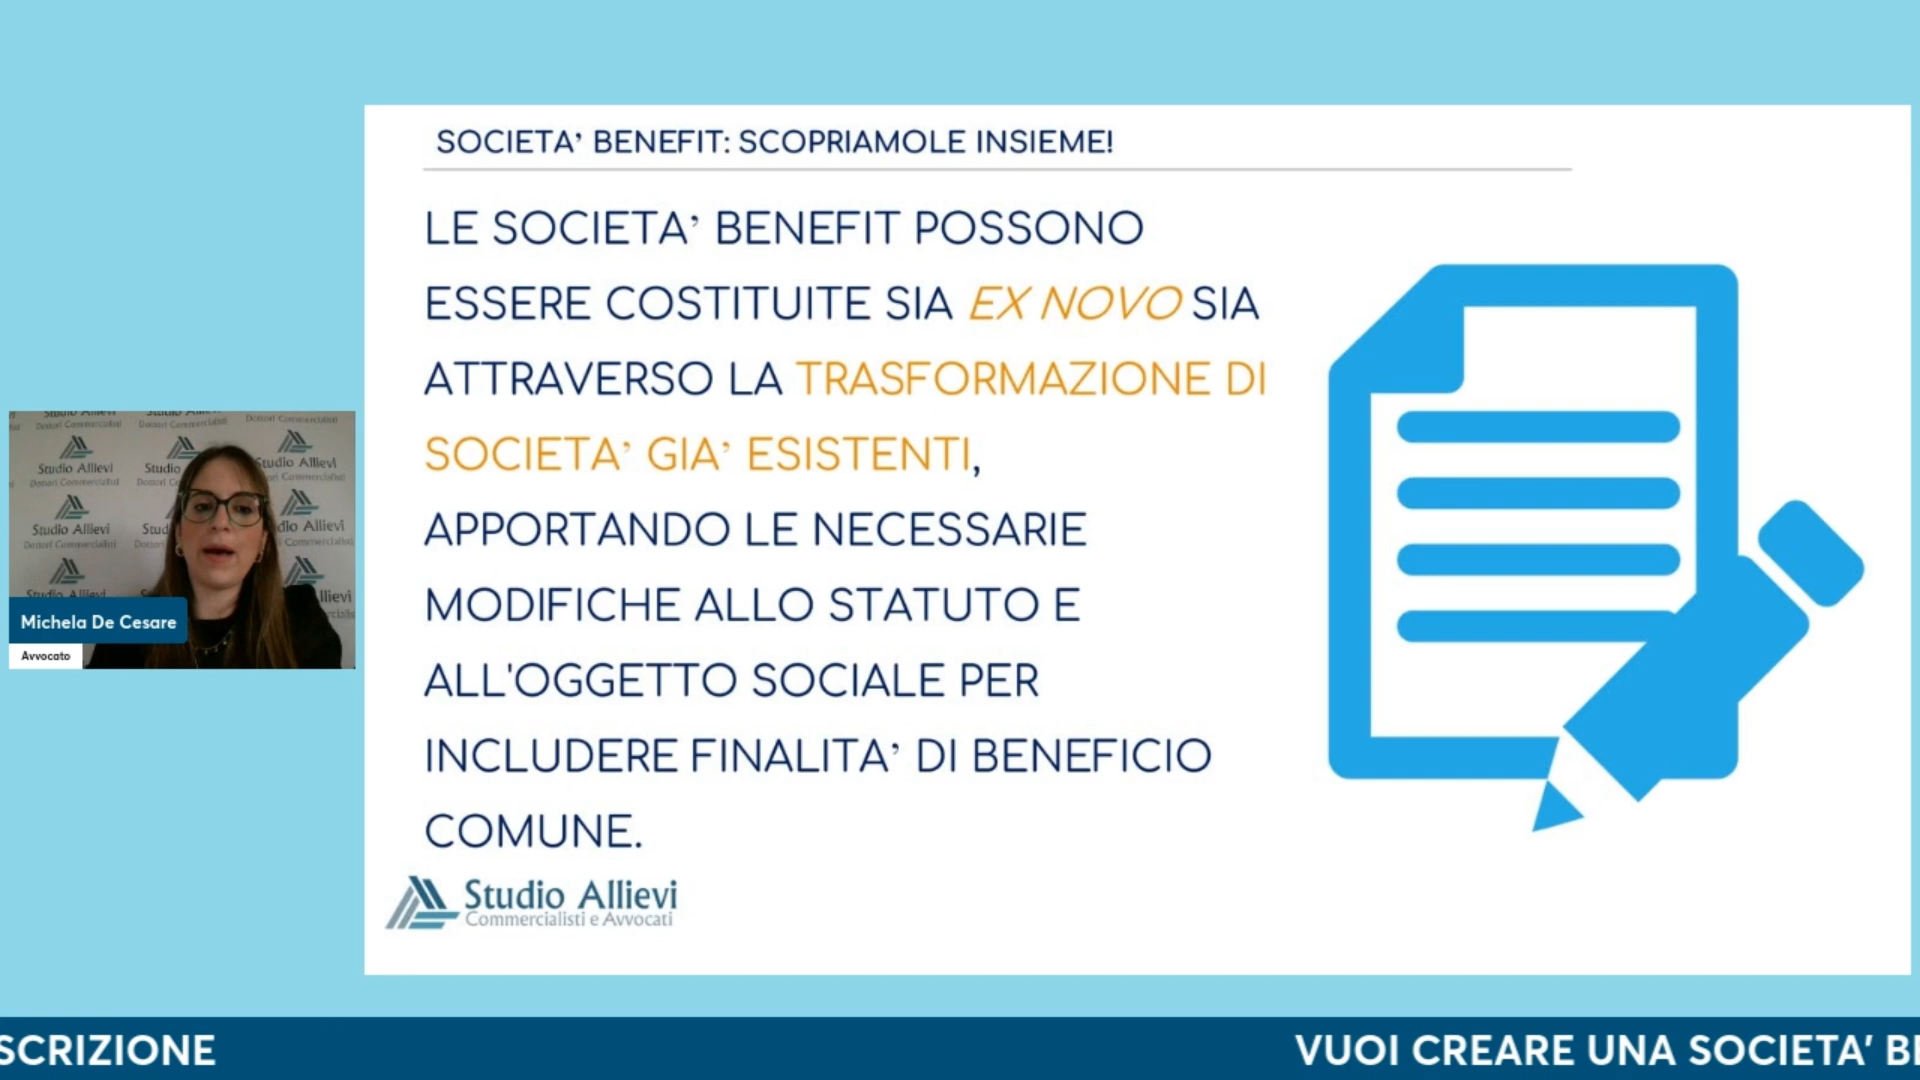 SOCIETA' BENEFIT: SCOPRIAMOLE INSIEME!
LE SOCIETA' BENEFIT POSSONO
ESSERE COSTITUITE SIA EX NOVO SIA
ATTRAVERSO LA TRASFORMAZIONE DI
SOCIETA' GIA' ESISTENTI,
APPORTANDO LE NECESSARIE
MODIFICHE ALLO STATUTO E
ALL'OGGETTO SOCIALE PER
INCLUDERE FINALITA' DI BENEFICIO
COMUNE.
Studio Allievi
Commercialisti e Avvocati
Studio Allievi
Dottori Commercialisti
Michela De Cesare
Avvocato
SCRIZIONE
VUOI CREARE UNA SOCIETA' BE